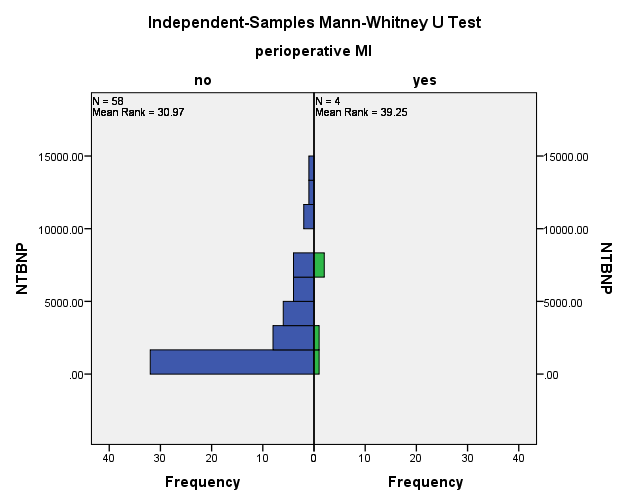 Independent-Samples Mann-Whitney U Test
perioperative MI
no yes
N = 58
Mean Rank = 30.97
N = 4
Mean Rank = 39.25
NTBNP
15000.00
10000.00
5000.00
.00
15000.00
10000.00
5000.00
.00
NTBNP
40 30 20 10 0 10 20 30 40
Frequency Frequency